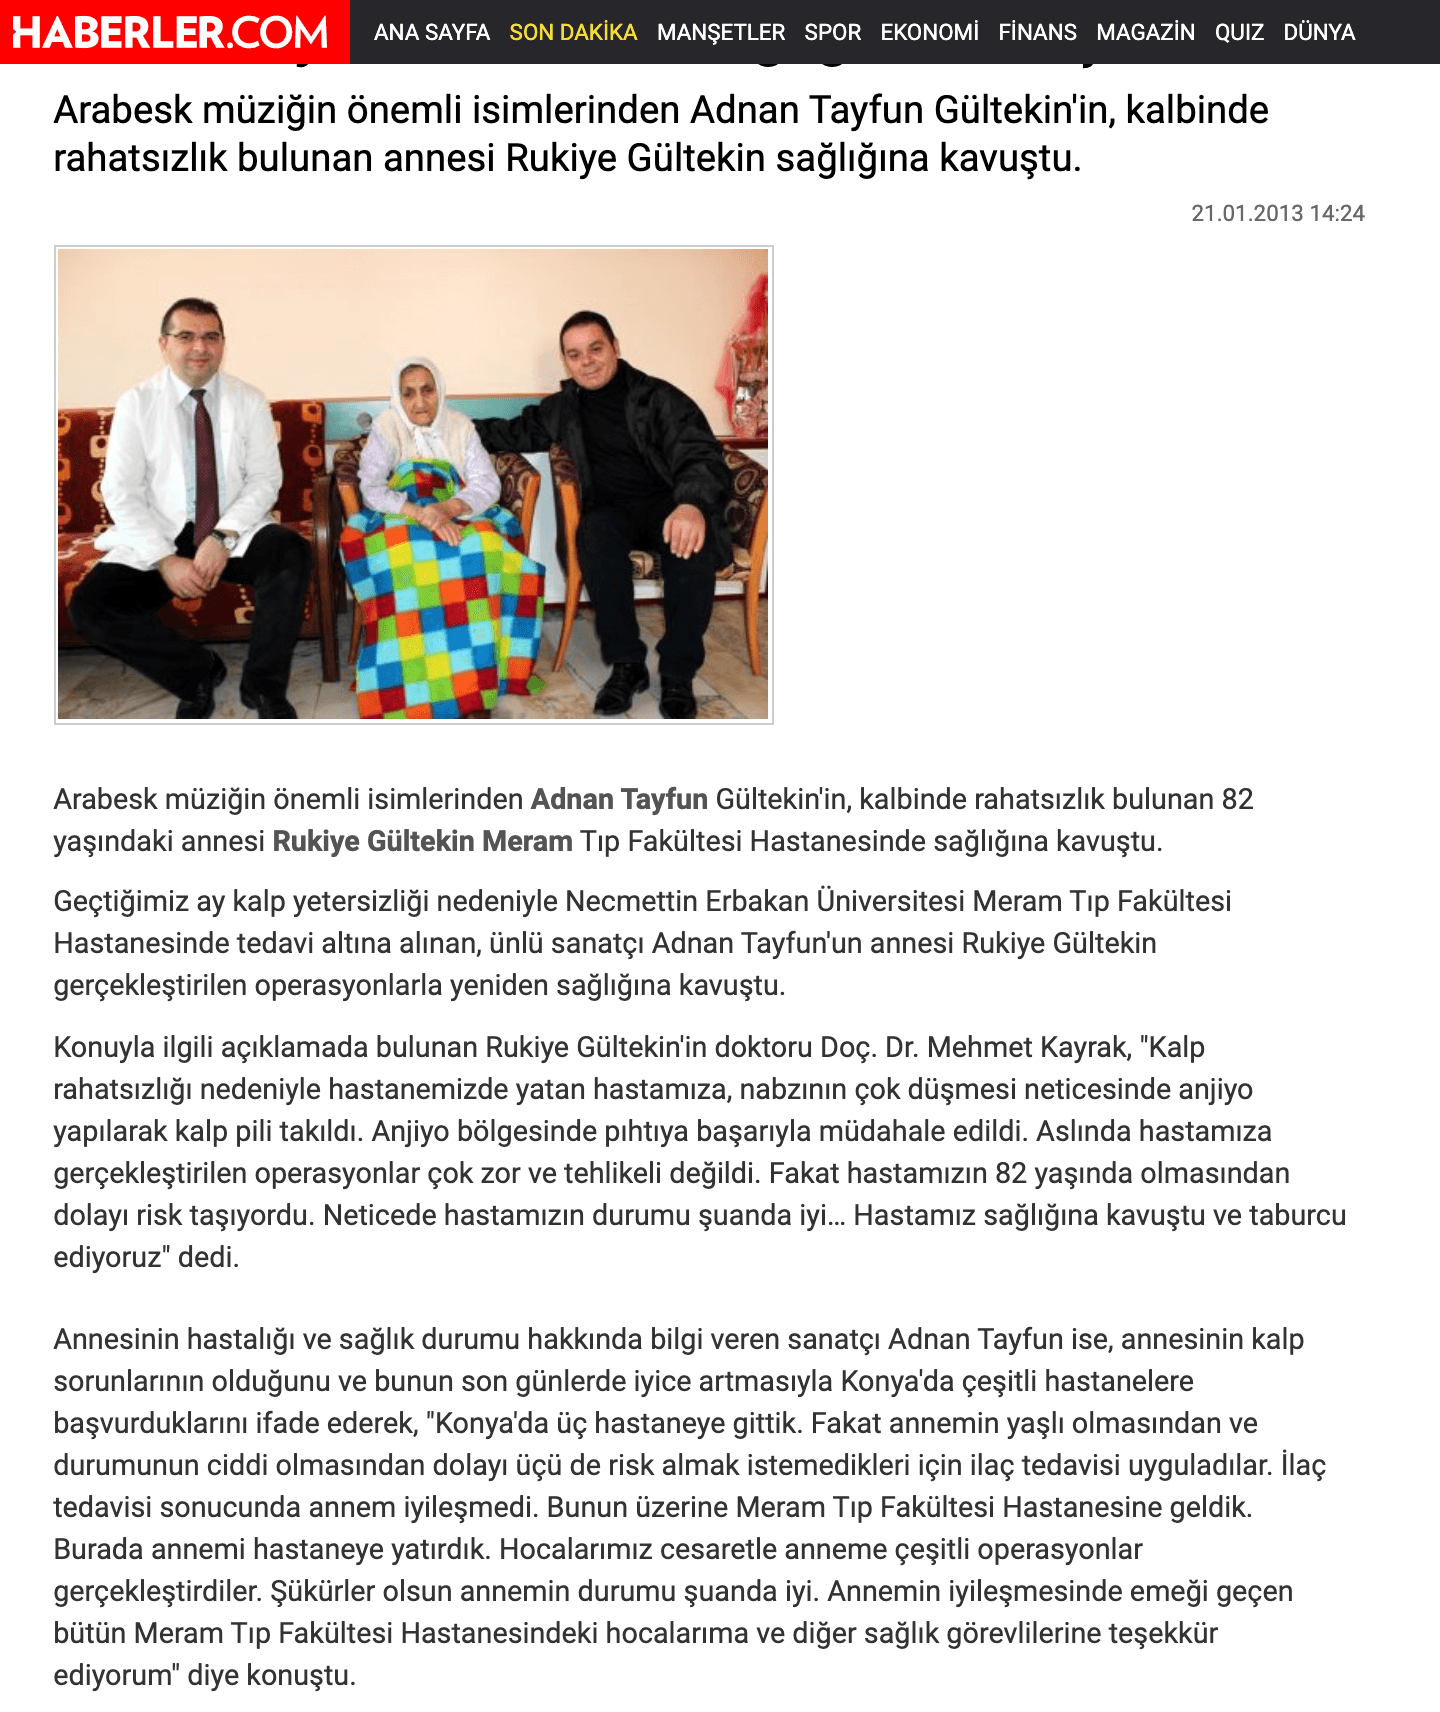 HABERLER.COM ANA SAYFA SON DAKİKA MANŞETLER SPOR EKONOMİ FİNANS MAGAZİN QUIZ DÜNYA
Arabesk müziğin önemli isimlerinden Adnan Tayfun Gültekin'in, kalbinde
rahatsızlık bulunan annesi Rukiye Gültekin sağlığına kavuştu.
21.01.2013 14:24
Arabesk müziğin önemli isimlerinden Adnan Tayfun Gültekin'in, kalbinde rahatsızlık bulunan 82
yaşındaki annesi Rukiye Gültekin Meram Tıp Fakültesi Hastanesinde sağlığına kavuştu.
Geçtiğimiz ay kalp yetersizliği nedeniyle Necmettin Erbakan Üniversitesi Meram Tıp Fakültesi
Hastanesinde tedavi altına alınan, ünlü sanatçı Adnan Tayfun'un annesi Rukiye Gültekin
gerçekleştirilen operasyonlarla yeniden sağlığına kavuştu.
Konuyla ilgili açıklamada bulunan Rukiye Gültekin'in doktoru Doç. Dr. Mehmet Kayrak, "Kalp
rahatsızlığı nedeniyle hastanemizde yatan hastamıza, nabzının çok düşmesi neticesinde anjiyo
yapılarak kalp pili takıldı. Anjiyo bölgesinde pıhtıya başarıyla müdahale edildi. Aslında hastamıza
gerçekleştirilen operasyonlar çok zor ve tehlikeli değildi. Fakat hastamızın 82 yaşında olmasından
dolayı risk taşıyordu. Neticede hastamızın durumu şuanda iyi... Hastamız sağlığına kavuştu ve taburcu
ediyoruz" dedi.
Annesinin hastalığı ve sağlık durumu hakkında bilgi veren sanatçı Adnan Tayfun ise, annesinin kalp
sorunlarının olduğunu ve bunun son günlerde iyice artmasıyla Konya'da çeşitli hastanelere
başvurduklarını ifade ederek, "Konya'da üç hastaneye gittik. Fakat annemin yaşlı olmasından ve
durumunun ciddi olmasından dolayı üçü de risk almak istemedikleri için ilaç tedavisi uyguladılar. İlaç
tedavisi sonucunda annem iyileşmedi. Bunun üzerine Meram Tıp Fakültesi Hastanesine geldik.
Burada annemi hastaneye yatırdık. Hocalarımız cesaretle anneme çeşitli operasyonlar
gerçekleştirdiler. Şükürler olsun annemin durumu şuanda iyi. Annemin iyileşmesinde emeği geçen
bütün Meram Tıp Fakültesi Hastanesindeki hocalarıma ve diğer sağlık görevlilerine teşekkür
ediyorum" diye konuştu.